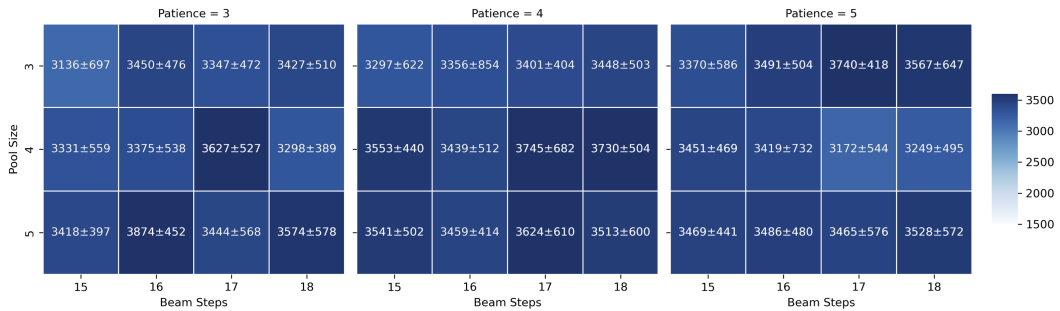 Patience = 3
Patience = 4
Patience = 5
Pool Size
3
3136±697 3450±476 3347±472 3427±510
3297±622 3356±854 3401±404 3448±503
3370±586 3491±504 3740±418 3567±647
4
3331±559 3375±538 3627±527 3298±389
3553±440 3439±512 3745±682 3730±504
3451±469 3419±732 3172±544 3249±495
5
3418±397 3874±452 3444±568 3574±578
3541±502 3459±414 3624±610 3513±600
3469±441 3486±480 3465±576 3528±572
15 16 17 18
15 16 17 18
15 16 17 18
Beam Steps
Beam Steps
Beam Steps
3500
3000
2500
2000
1500